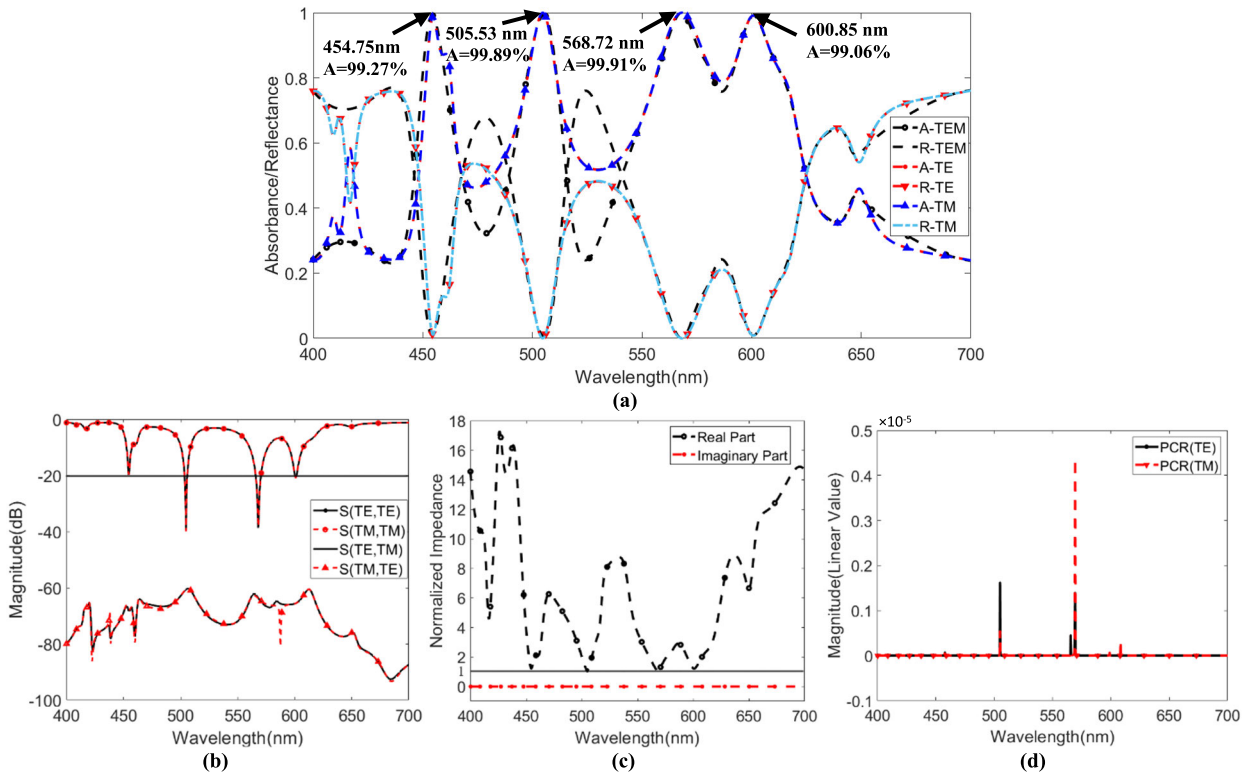 454.75nm
A=99.27%
505.53 nm
A=99.89%
568.72 nm
A=99.91%
600.85 nm
A=99.06%
1
0.8
0.6
0.4
0.2
0
Absorbance/Reflectance
A-TEM
R-TEM
A-TE
R-TE
A-TM
R-TM
400 450 500 550 600 650 700
Wavelength(nm)
(a)
0
-20
-40
-60
-80
-100
Magnitude(dB)
S(TE,TE)
S(TM,TM)
S(TE,TM)
S(TM,TE)
400 450 500 550 600 650 700
Wavelength(nm)
(b)
18
16
14
12
10
8
6
4
2
1
0
Normalized Impedance
Real Part
Imaginary Part
400 450 500 550 600 650 700
Wavelength(nm)
(c)
×10⁻⁵
0.5
0.4
0.3
0.2
0.1
0
-0.1
Magnitude(Linear Value)
PCR(TE)
PCR(TM)
400 450 500 550 600 650 700
Wavelength(nm)
(d)